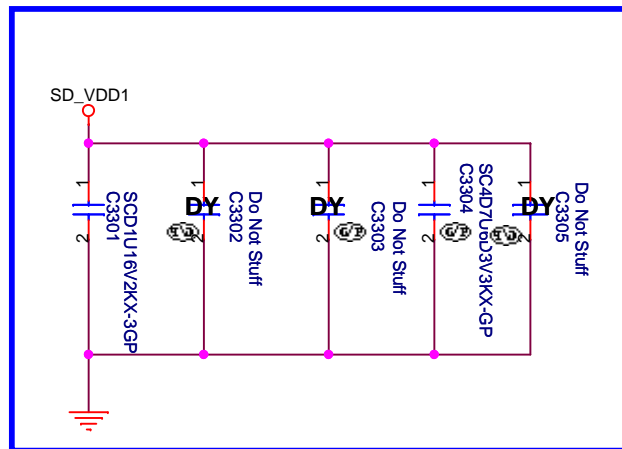 SD_VDD1
1
2
SCD1U16V2KX-3GP
C3301
1
DY
2
Do Not Stuff
C3302
1
DY
2
Do Not Stuff
C3303
1
2
SC4D7U6D3V3KX-GP
C3304
1
DY
2
Do Not Stuff
C3305